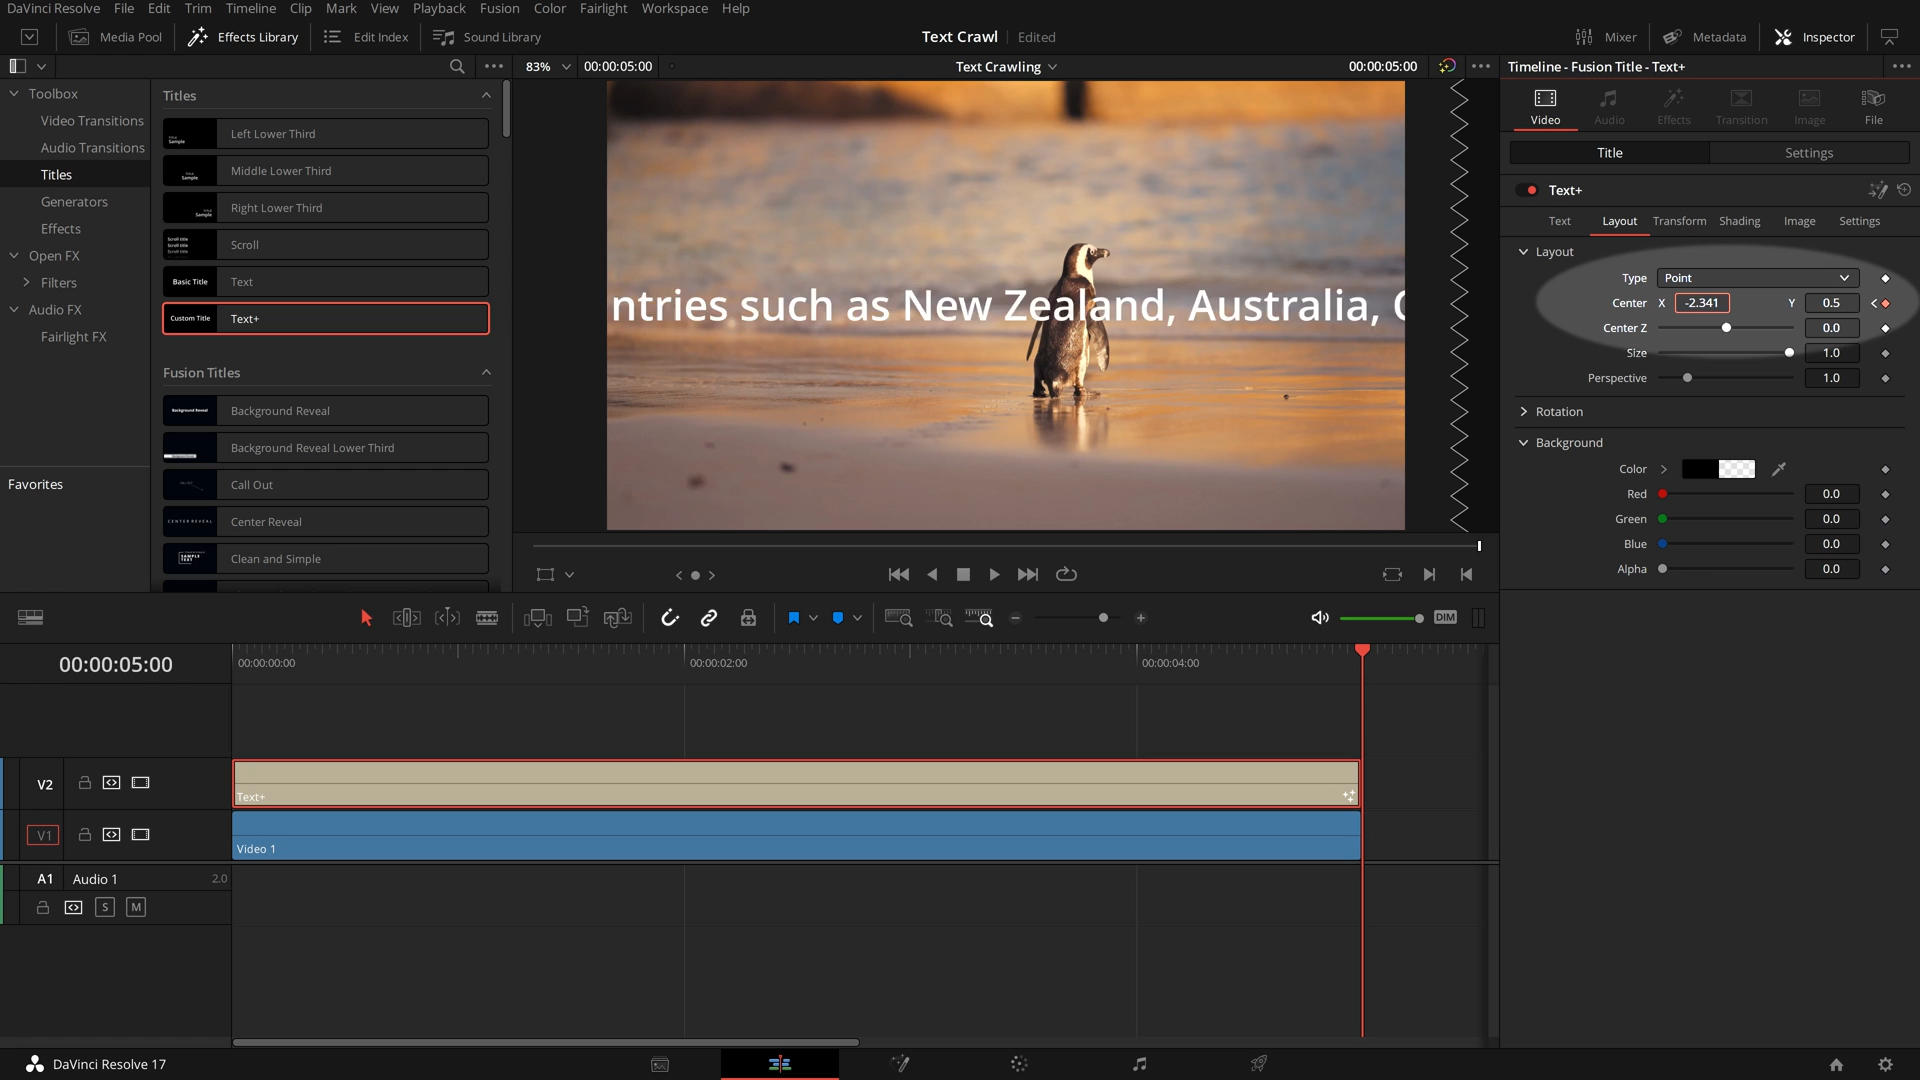 DaVinci Resolve File Edit Trim Timeline Clip Mark View Playback Fusion Color Fairlight Workspace Help
Media Pool Effects Library Edit Index Sound Library Text Crawl Edited Mixer Metadata Inspector
83% 00:00:05:00 Text Crawling 00:00:05:00 Timeline - Fusion Title - Text+
Toolbox
Video Transitions
Audio Transitions
Titles
Generators
Effects
Open FX
Filters
Audio FX
Fairlight FX
Favorites
Titles
Left Lower Third
Middle Lower Third
Right Lower Third
Scroll
Basic Title Text
Custom Title Text+
Fusion Titles
Background Reveal Background Reveal
Background Reveal Lower Third
Call Out
CENTER REVEAL Center Reveal
SAMPLE TEXT Clean and Simple
ntries such as New Zealand, Australia,
Video Audio Effects Transition Image File
Title Settings
Text+
Text Layout Transform Shading Image Settings
Layout
Type Point
Center X -2.341 Y 0.5
Center Z 0.0
Size 1.0
Perspective 1.0
Rotation
Background
Color
Red 0.0
Green 0.0
Blue 0.0
Alpha 0.0
DIM
00:00:05:00 00:00:00:00 00:00:02:00 00:00:04:00
V2
Text+
V1
Video 1
A1 Audio 1 2.0
S M
DaVinci Resolve 17